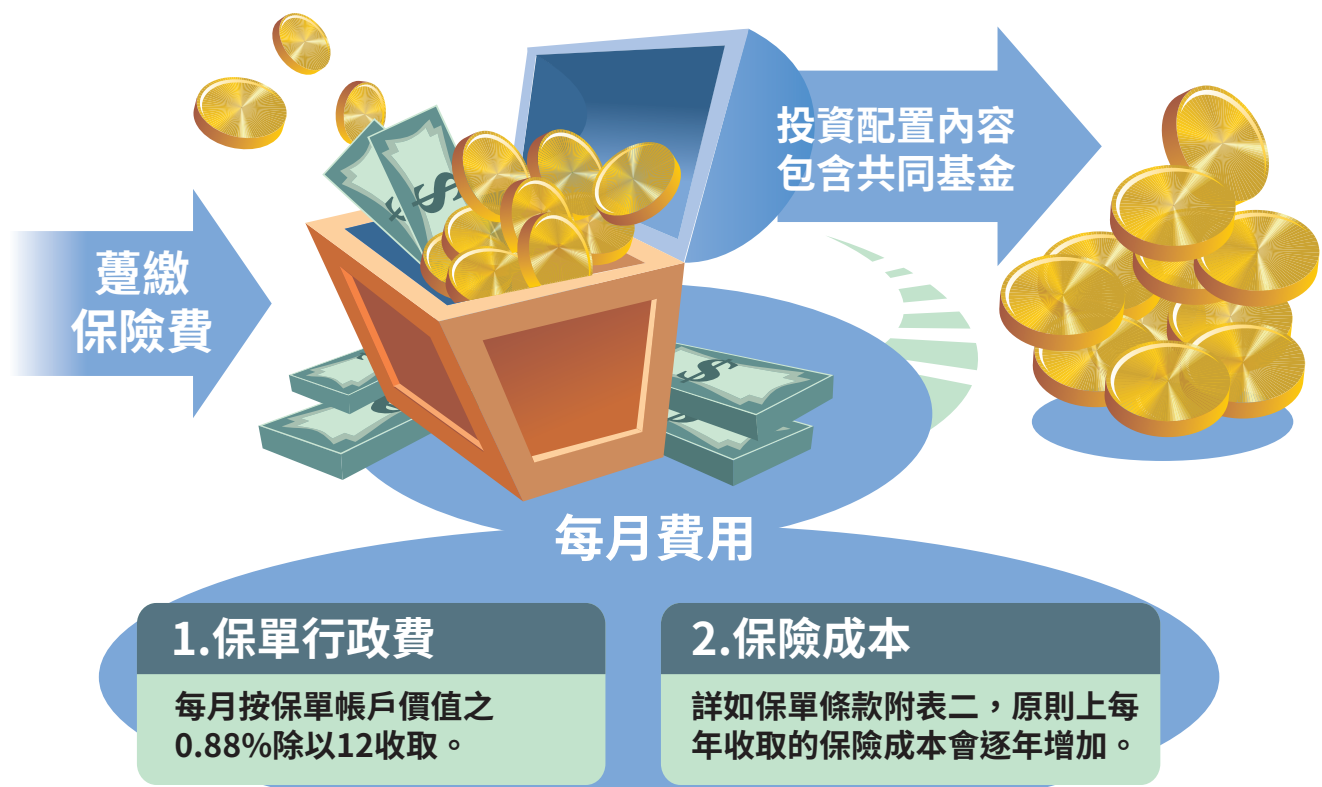 躉繳
保險費
投資配置內容
包含共同基金
每月費用
1.保單行政費
每月按保單帳戶價值之
0.88%除以12收取。
2.保險成本
詳如保單條款附表二，原則上每
年收取的保險成本會逐年增加。